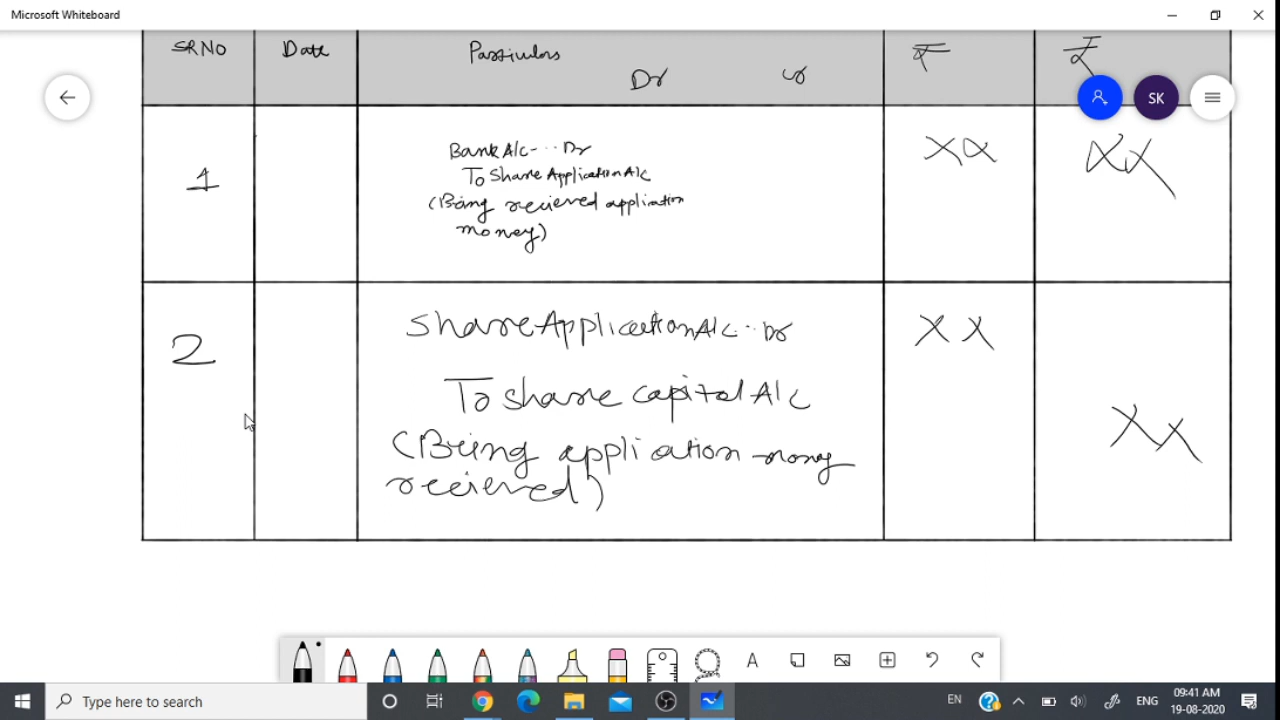 Microsoft Whiteboard
SR NO Date Particulars ₹ ₹
Dr cr
SK
1 Bank A/c --- Dr xx xx
To Share Application A/c
(Being recieved application
money)
2 Share Application A/c -- Dr xx
To share capital A/c xx
(Being application money
recieved)
A
Type here to search
EN ENG 09:41 AM
19-08-2020